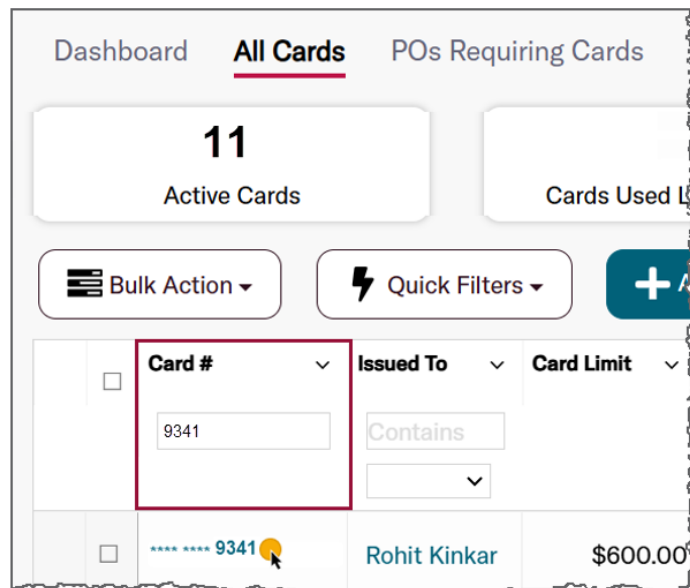 Dashboard All Cards POs Requiring Cards
11
Active Cards
Cards Used
Bulk Action Quick Filters
Card # Issued To Card Limit
9341 Contains
**** **** 9341 Rohit Kinkar $600.00